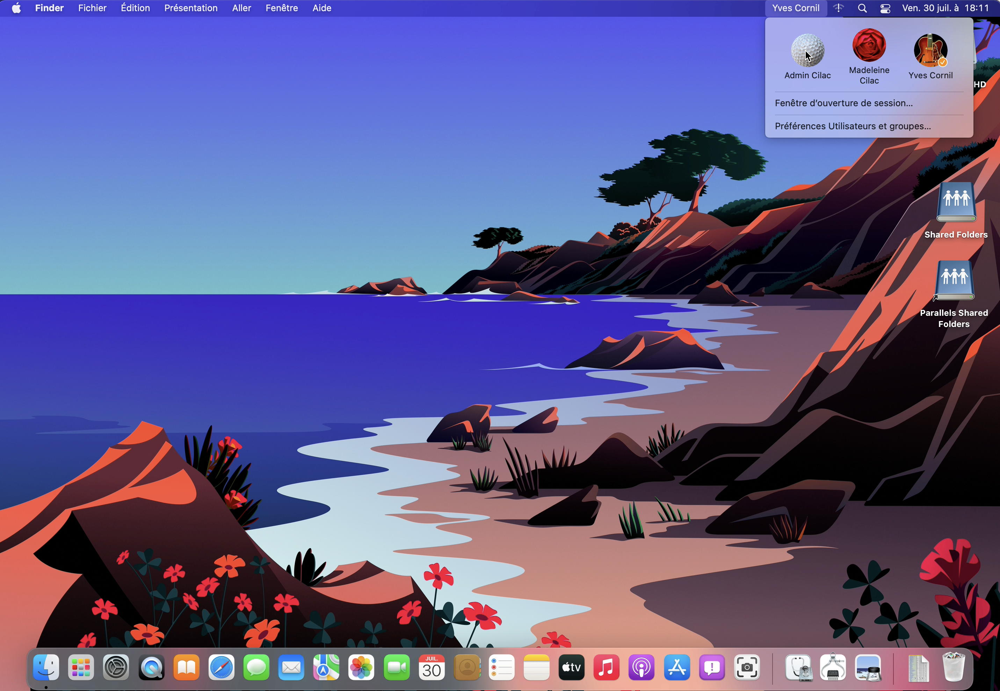 Finder Fichier Édition Présentation Aller Fenêtre Aide Yves Cornil Ven. 30 juil. à 18:11
Admin Cilac
Madeleine
Cilac
Yves Cornil
HD
Fenêtre d’ouverture de session...
Préférences Utilisateurs et groupes...
Shared Folders
Parallels Shared
Folders
JUIL.
30
tv
XLSX